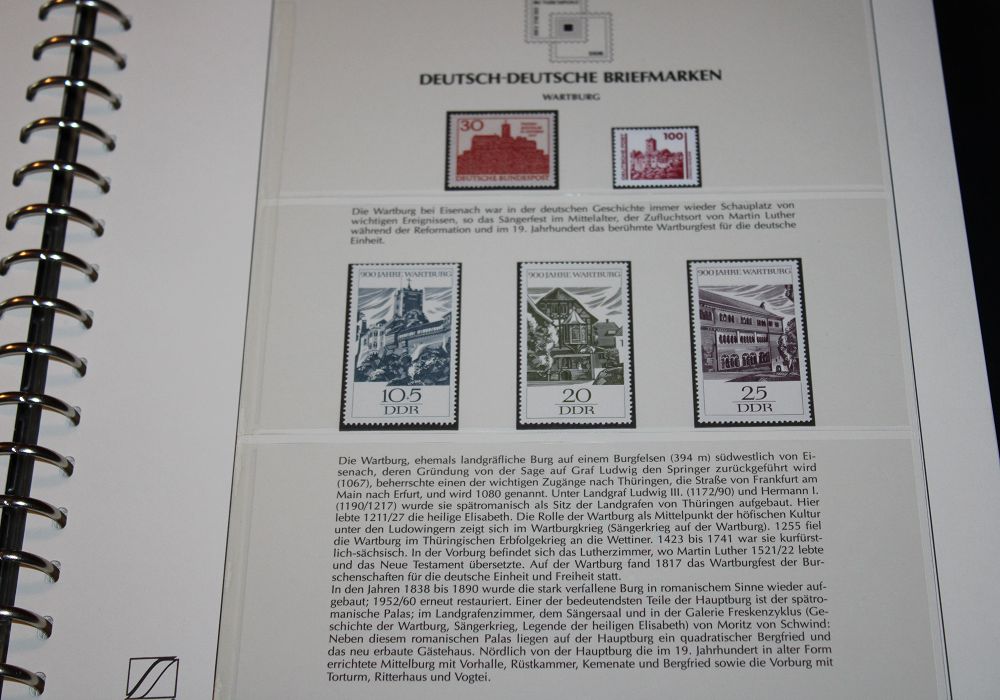 DEUTSCH-DEUTSCHE BRIEFMARKEN
WARTBURG
30
DEUTSCHE BUNDESPOST
100
DEUTSCHE POST
Die Wartburg bei Eisenach war in der deutschen Geschichte immer wieder Schauplatz von
wichtigen Ereignissen, so das Sängerfest im Mittelalter, der Zufluchtsort von Martin Luther
während der Reformation und im 19. Jahrhundert das berühmte Wartburgfest für die deutsche
Einheit.
900 JAHRE WARTBURG
10+5
DDR
900 JAHRE WARTBURG
20
DDR
900 JAHRE WARTBURG
25
DDR
Die Wartburg, ehemals landgräfliche Burg auf einem Burgfelsen (394 m) südwestlich von Ei-
senach, deren Gründung von der Sage auf Graf Ludwig den Springer zurückgeführt wird
(1067), beherrschte einen der wichtigen Zugänge nach Thüringen, die Straße von Frankfurt am
Main nach Erfurt, und wird 1080 genannt. Unter Landgraf Ludwig III. (1172/90) und Hermann I.
(1190/1217) wurde sie spätromanisch als Sitz der Landgrafen von Thüringen aufgebaut. Hier
lebte 1211/27 die heilige Elisabeth. Die Rolle der Wartburg als Mittelpunkt der höfischen Kultur
unter den Ludowingern zeigt sich im Wartburgkrieg (Sängerkrieg auf der Wartburg). 1255 fiel
die Wartburg im Thüringischen Erbfolgekrieg an die Wettiner. 1423 bis 1741 war sie kurfürst-
lich-sächsisch. In der Vorburg befindet sich das Lutherzimmer, wo Martin Luther 1521/22 lebte
und das Neue Testament übersetzte. Auf der Wartburg fand 1817 das Wartburgfest der Bur-
schenschaften für die deutsche Einheit und Freiheit statt.
In den Jahren 1838 bis 1890 wurde die stark verfallene Burg in romanischem Sinne wieder auf-
gebaut; 1952/60 erneut restauriert. Einer der bedeutendsten Teile der Hauptburg ist der spätro-
manische Palas; im Landgrafenzimmer, dem Sängersaal und in der Galerie Freskenzyklus (Ge-
schichte der Wartburg, Sängerkrieg, Legende der heiligen Elisabeth) von Moritz von Schwind:
Neben diesem romanischen Palas liegen auf der Hauptburg ein quadratischer Bergfried und
das neu erbaute Gästehaus. Nördlich von der Hauptburg die im 19. Jahrhundert in alter Form
errichtete Mittelburg mit Vorhalle, Rüstkammer, Kemenate und Bergfried sowie die Vorburg mit
Torturm, Ritterhaus und Vogtei.